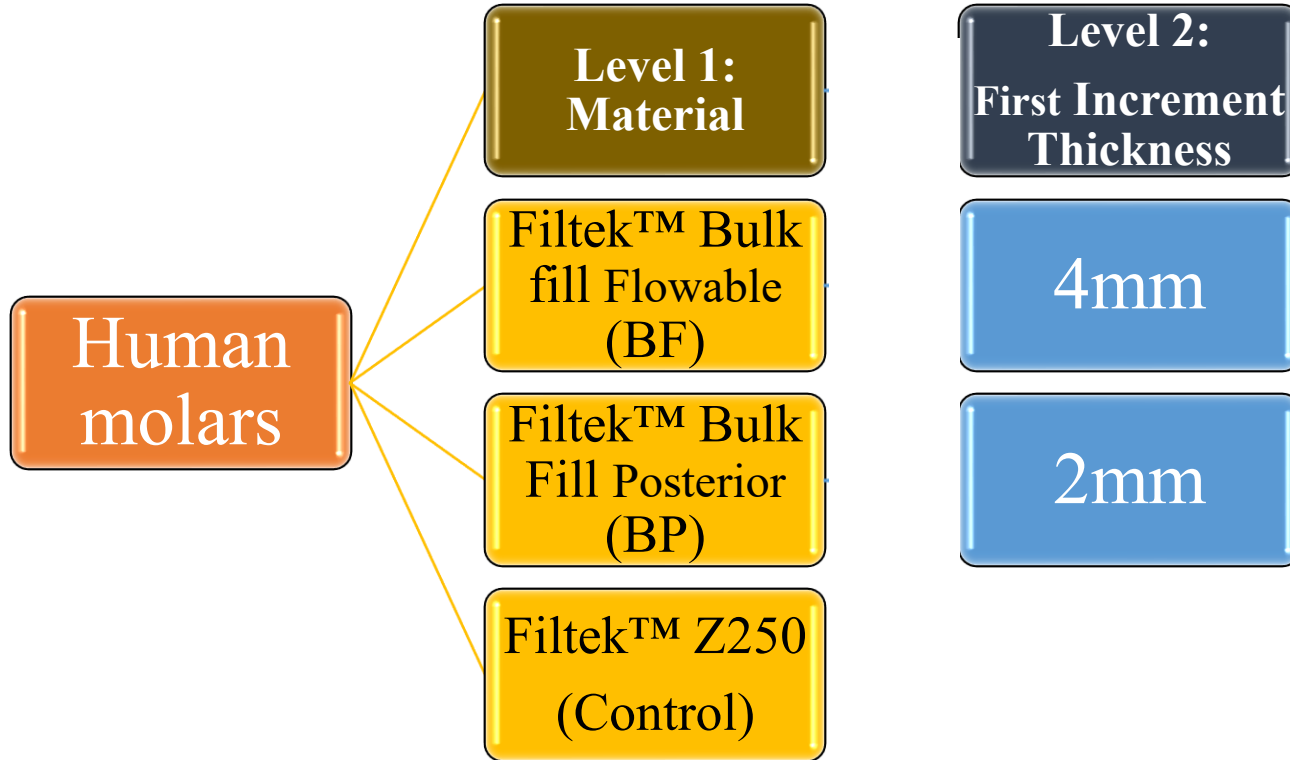 Human
molars
Level 1:
Material
Filtek™ Bulk
fill Flowable
(BF)
Filtek™ Bulk
Fill Posterior
(BP)
Filtek™ Z250
(Control)
Level 2:
First Increment
Thickness
4mm
2mm